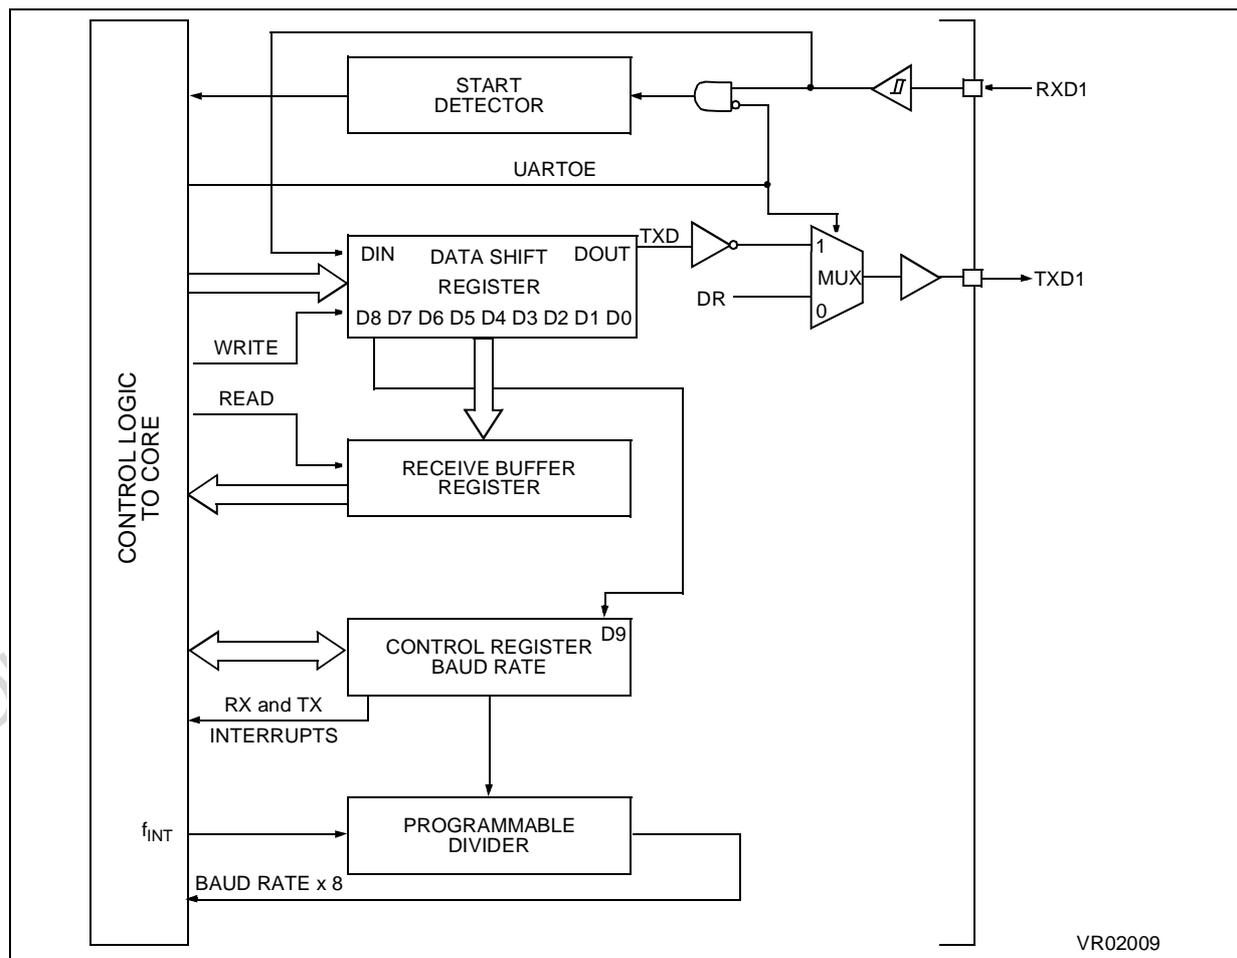 START
DETECTOR
RXD1
UARTOE
TXD
DIN DATA SHIFT DOUT
REGISTER
D8 D7 D6 D5 D4 D3 D2 D1 D0
1
MUX
0
DR
TXD1
WRITE
READ
CONTROL LOGIC
TO CORE
RECEIVE BUFFER
REGISTER
D9
CONTROL REGISTER
BAUD RATE
RX and TX
INTERRUPTS
fINT
PROGRAMMABLE
DIVIDER
BAUD RATE x 8
VR02009